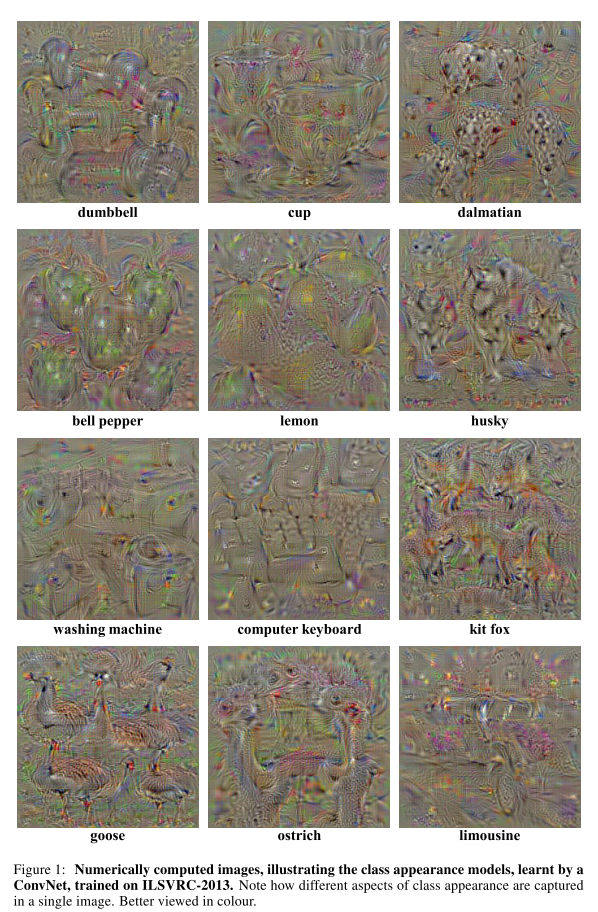 dumbbell
cup
dalmatian
bell pepper
lemon
husky
washing machine
computer keyboard
kit fox
goose
ostrich
limousine
Figure 1: Numerically computed images, illustrating the class appearance models, learnt by a
ConvNet, trained on ILSVRC-2013. Note how different aspects of class appearance are captured
in a single image. Better viewed in colour.